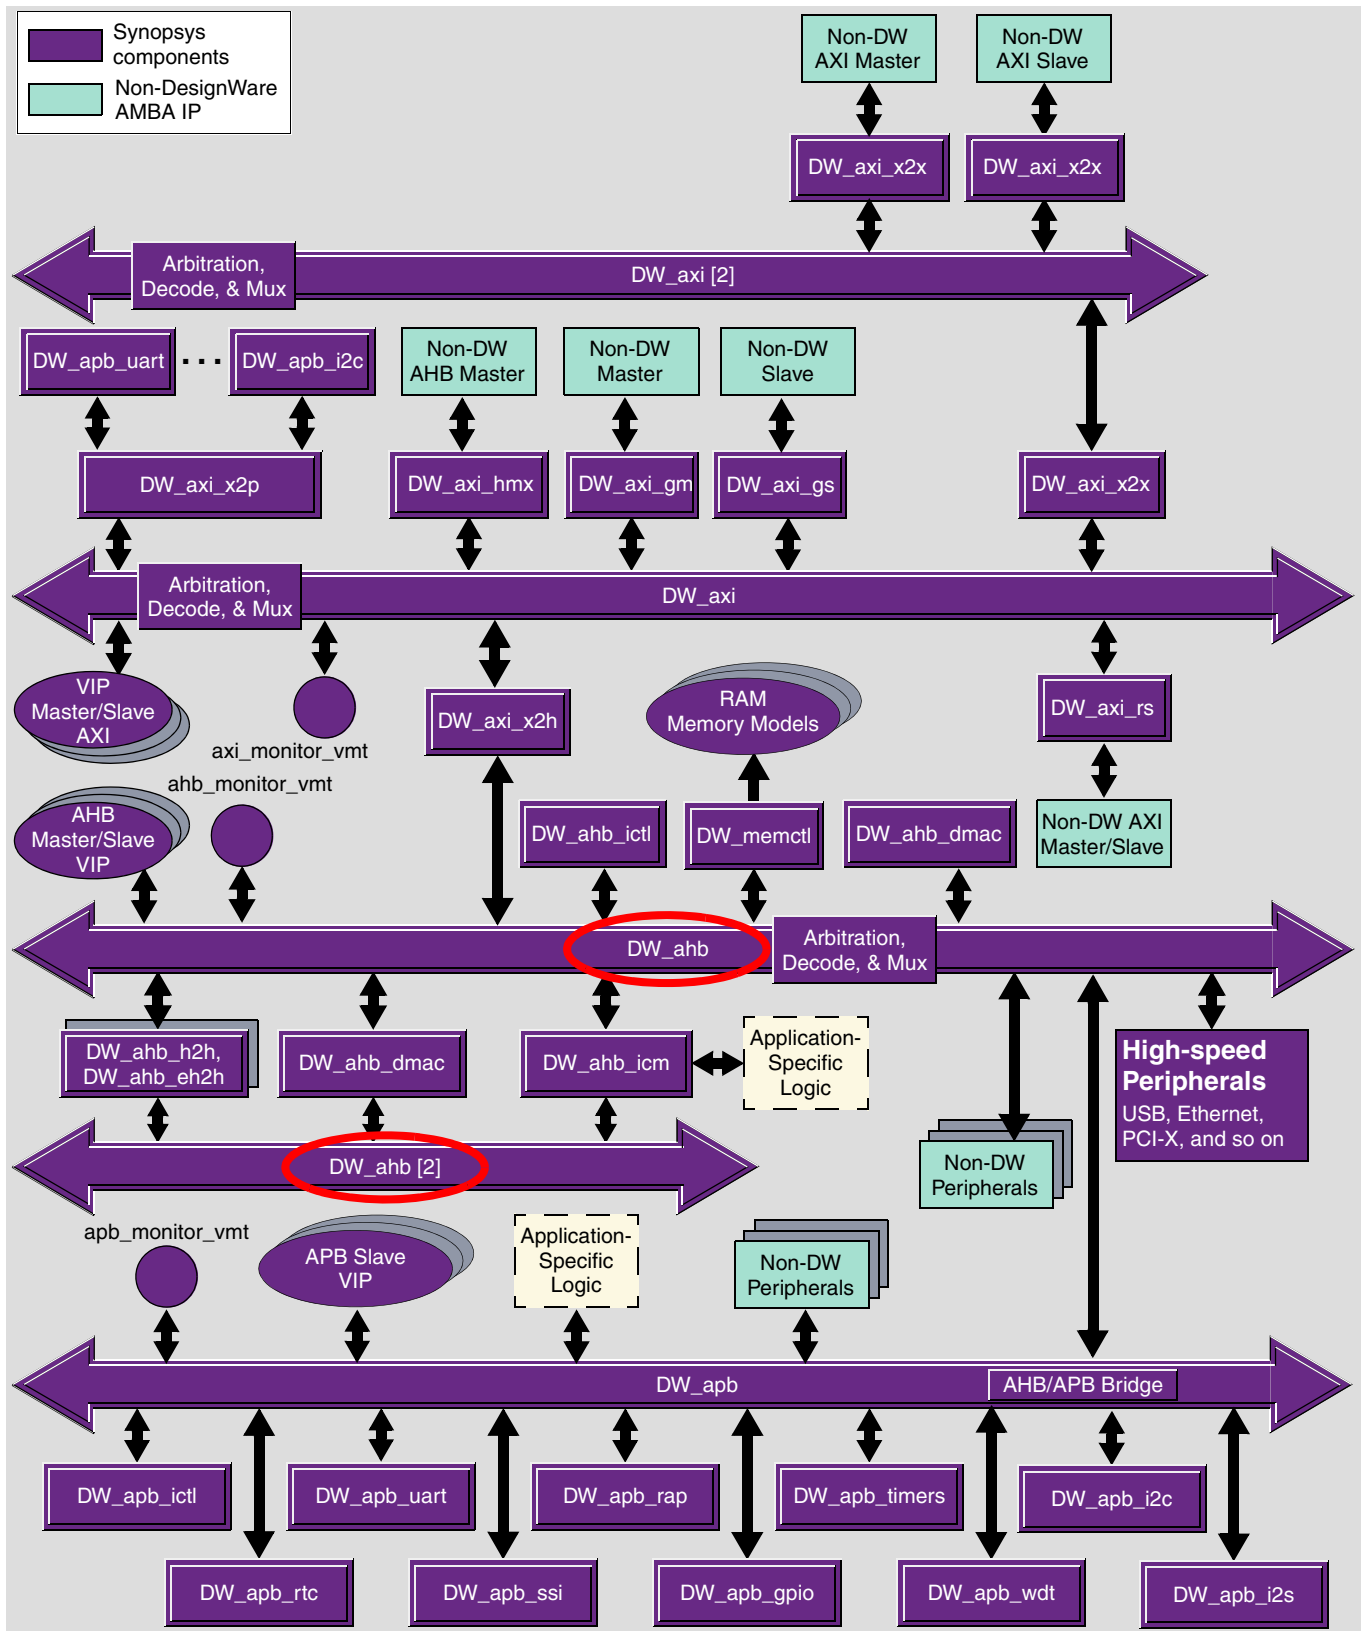 Synopsys
components
Non-DesignWare
AMBA IP
Non-DW
AXI Master
Non-DW
AXI Slave
DW_axi_x2x
DW_axi_x2x
Arbitration,
Decode, & Mux
DW_axi [2]
DW_apb_uart
. . .
DW_apb_i2c
Non-DW
AHB Master
Non-DW
Master
Non-DW
Slave
DW_axi_x2p
DW_axi_hmx
DW_axi_gm
DW_axi_gs
DW_axi_x2x
Arbitration,
Decode, & Mux
DW_axi
VIP
Master/Slave
AXI
axi_monitor_vmt
DW_axi_x2h
RAM
Memory Models
DW_axi_rs
ahb_monitor_vmt
AHB
Master/Slave
VIP
DW_ahb_ictl
DW_memctl
DW_ahb_dmac
Non-DW AXI
Master/Slave
DW_ahb
Arbitration,
Decode, & Mux
DW_ahb_h2h,
DW_ahb_eh2h
DW_ahb_dmac
DW_ahb_icm
Application-
Specific
Logic
High-speed
Peripherals
USB, Ethernet,
PCI-X, and so on
DW_ahb [2]
Non-DW
Peripherals
apb_monitor_vmt
APB Slave
VIP
Application-
Specific
Logic
Non-DW
Peripherals
DW_apb
AHB/APB Bridge
DW_apb_ictl
DW_apb_uart
DW_apb_rap
DW_apb_timers
DW_apb_i2c
DW_apb_rtc
DW_apb_ssi
DW_apb_gpio
DW_apb_wdt
DW_apb_i2s